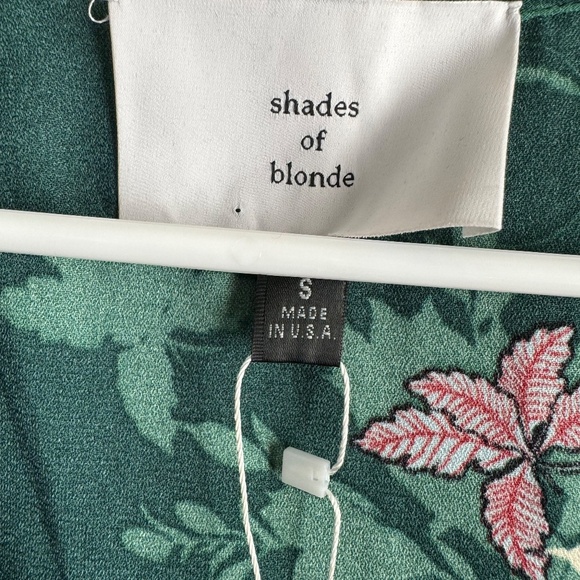 shades
of
blonde
S
MADE
IN U.S.A.